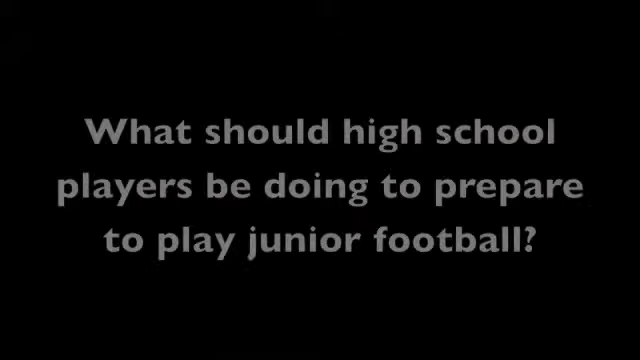 What should high school
players be doing to prepare
to play junior football?